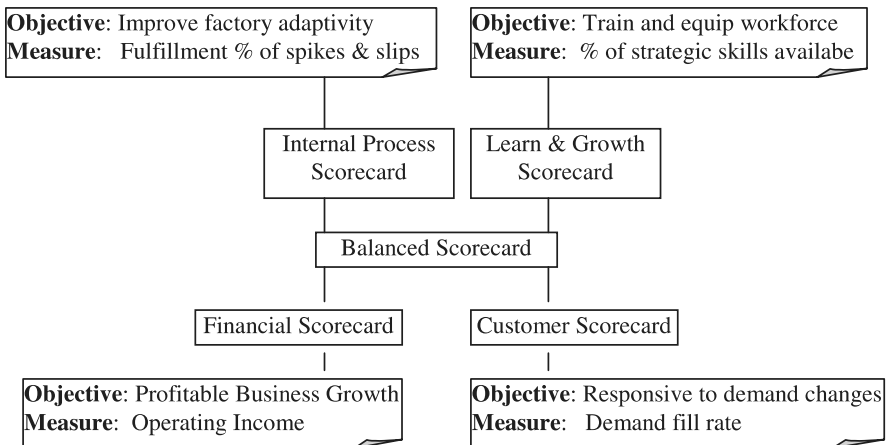 Objective: Improve factory adaptivity
Measure: Fulfillment % of spikes & slips
Objective: Train and equip workforce
Measure: % of strategic skills availabe
Internal Process
Scorecard
Learn & Growth
Scorecard
Balanced Scorecard
Financial Scorecard
Customer Scorecard
Objective: Profitable Business Growth
Measure: Operating Income
Objective: Responsive to demand changes
Measure: Demand fill rate